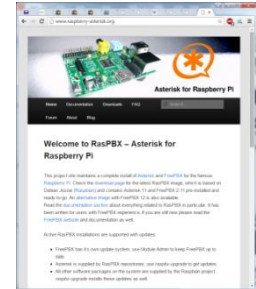 www.raspberry-asterisk.org
Asterisk for Raspberry Pi
Home Documentation Downloads FAQ Search
Forum About Blog
Welcome to RasPBX – Asterisk for
Raspberry Pi
This project site maintains a complete install of Asterisk and FreePBX for the famous
Raspberry Pi. Check the download page for the latest RasPBX image, which is based on
Debian Jessie (Raspbian) and contains Asterisk 11 and FreePBX 2.11 pre-installed and
ready-to-go. An alternative image with FreePBX 12 is also available.
Read the documentation section about everything related to RasPBX in particular. It has
been written for users with FreePBX experience. If you are still new please read the
FreePBX website and documentation as well.
Active RasPBX installations are supported with updates:
FreePBX has it's own update system, use Module Admin to keep FreePBX up to
date.
Asterisk is supplied by RasPBX repositories, use raspbx-upgrade to get updates.
All other software packages on the system are supplied by the Raspbian project.
raspbx-upgrade installs these updates as well.